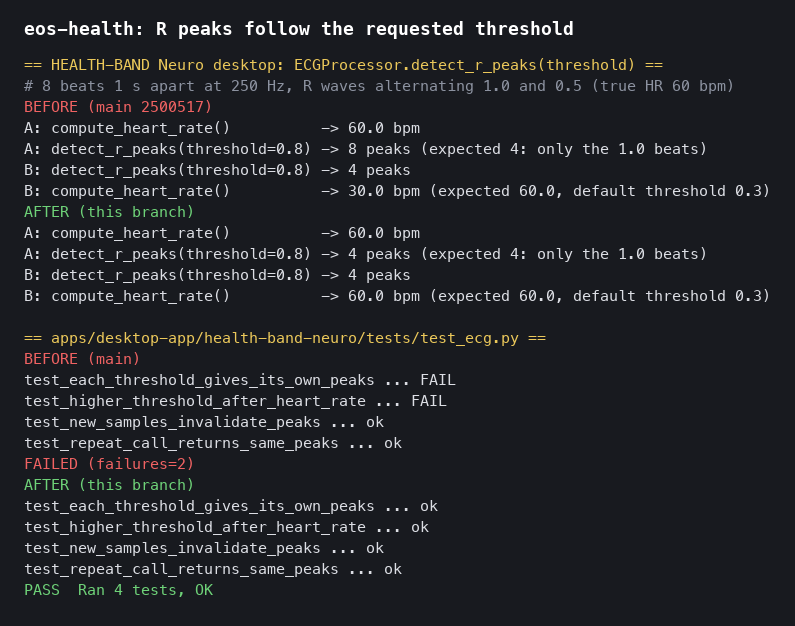 eos-health: R peaks follow the requested threshold
== HEALTH-BAND Neuro desktop: ECGProcessor.detect_r_peaks(threshold) ==
# 8 beats 1 s apart at 250 Hz, R waves alternating 1.0 and 0.5 (true HR 60 bpm)
BEFORE (main 2500517)
A: compute_heart_rate()          -> 60.0 bpm
A: detect_r_peaks(threshold=0.8) -> 8 peaks (expected 4: only the 1.0 beats)
B: detect_r_peaks(threshold=0.8) -> 4 peaks
B: compute_heart_rate()          -> 30.0 bpm (expected 60.0, default threshold 0.3)
AFTER (this branch)
A: compute_heart_rate()          -> 60.0 bpm
A: detect_r_peaks(threshold=0.8) -> 4 peaks (expected 4: only the 1.0 beats)
B: detect_r_peaks(threshold=0.8) -> 4 peaks
B: compute_heart_rate()          -> 60.0 bpm (expected 60.0, default threshold 0.3)
== apps/desktop-app/health-band-neuro/tests/test_ecg.py ==
BEFORE (main)
test_each_threshold_gives_its_own_peaks ... FAIL
test_higher_threshold_after_heart_rate ... FAIL
test_new_samples_invalidate_peaks ... ok
test_repeat_call_returns_same_peaks ... ok
FAILED (failures=2)
AFTER (this branch)
test_each_threshold_gives_its_own_peaks ... ok
test_higher_threshold_after_heart_rate ... ok
test_new_samples_invalidate_peaks ... ok
test_repeat_call_returns_same_peaks ... ok
PASS  Ran 4 tests, OK